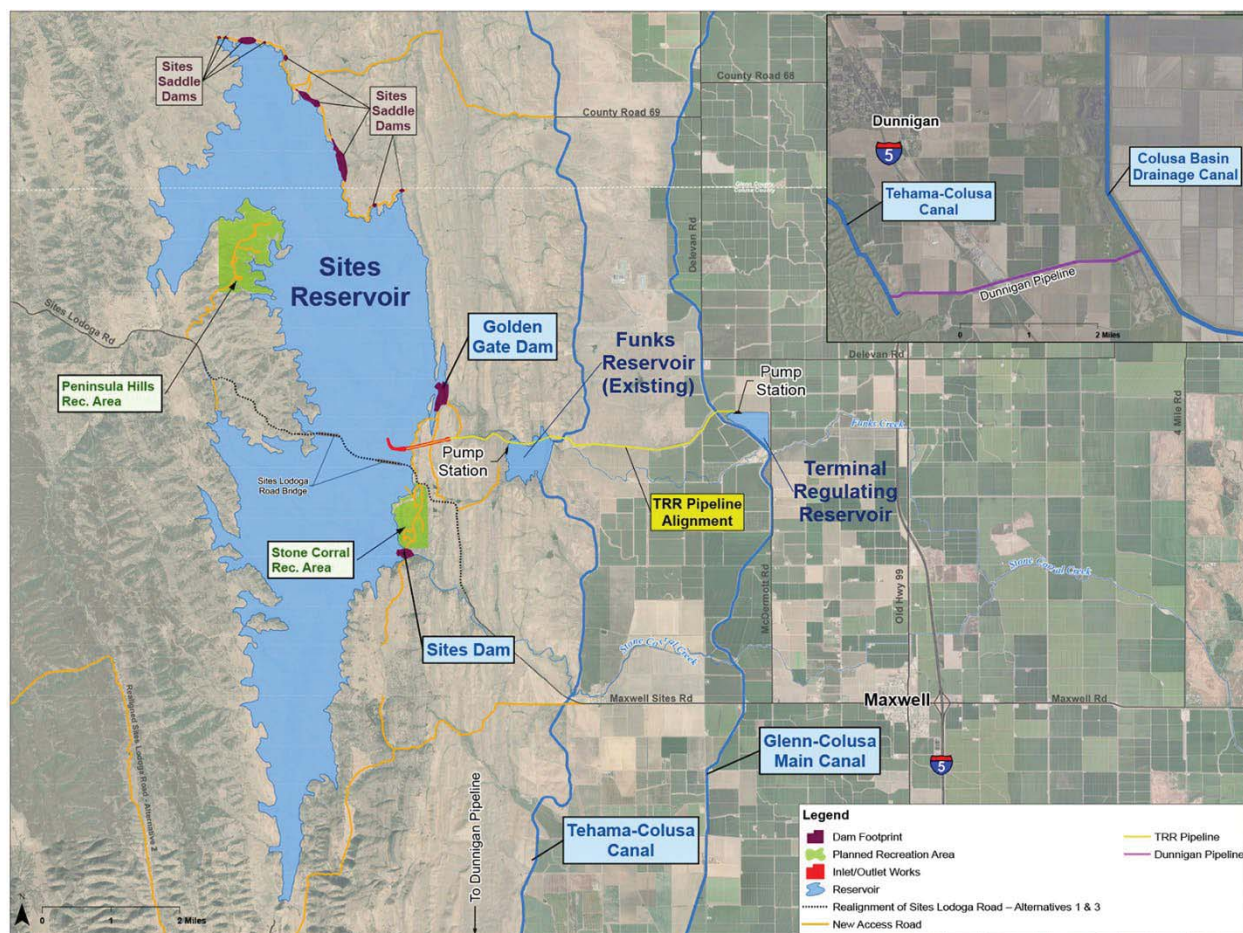 Sites
Saddle
Dams
Sites
Saddle
Dams
County Road 68
County Road 69
Glenn County
Colusa County
Delevan Rd
Sites
Reservoir
Sites Lodoga Rd
Peninsula Hills
Rec. Area
Golden
Gate Dam
Funks
Reservoir
(Existing)
Delevan Rd
Pump
Station
Pump
Station
Funks Creek
4 Mile Rd
Sites Lodoga
Road Bridge
Terminal
Regulating
Reservoir
TRR Pipeline
Alignment
Stone Corral
Rec. Area
McDermott Rd
Old Hwy 99
Stone Corral Creek
Stone Corral Creek
Sites Dam
Maxwell Sites Rd
Maxwell
Maxwell Rd
Realigned Sites Lodoga Road - Alternative 2
Glenn-Colusa
Main Canal
5
Tehama-Colusa
Canal
To Dunnigan Pipeline
N
0 1 2 Miles
Dunnigan
5
Colusa Basin
Drainage Canal
Tehama-Colusa
Canal
Dunnigan Pipeline
0 1 2 Miles
Legend
Dam Footprint
Planned Recreation Area
Inlet/Outlet Works
Reservoir
Realignment of Sites Lodoga Road – Alternatives 1 & 3
New Access Road
TRR Pipeline
Dunnigan Pipeline